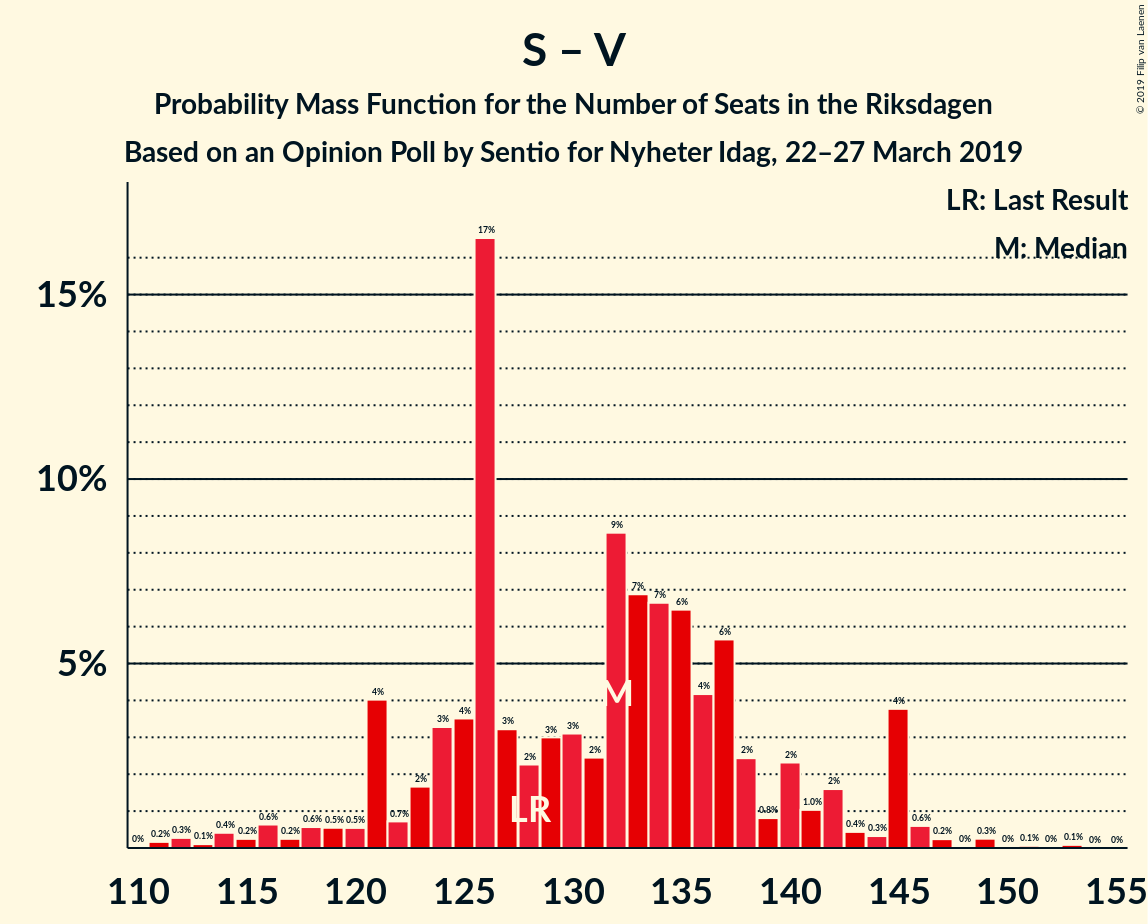 S – V
Probability Mass Function for the Number of Seats in the Riksdagen
Based on an Opinion Poll by Sentio for Nyheter Idag, 22–27 March 2019
© 2019 Filip van Laenen
LR: Last Result
M: Median
15%
10%
5%
0% 0.2% 0.3% 0.1% 0.4% 0.2% 0.6% 0.2% 0.6% 0.5% 0.5% 4% 0.7% 2% 3% 4% 17% 3% 2% 3% 3% 2% 9% 7% 7% 6% 4% 6% 2% 0.8% 2% 1.0% 2% 0.4% 0.3% 4% 0.6% 0.2% 0% 0.3% 0% 0.1% 0% 0.1% 0% 0%
M
LR
110 115 120 125 130 135 140 145 150 155